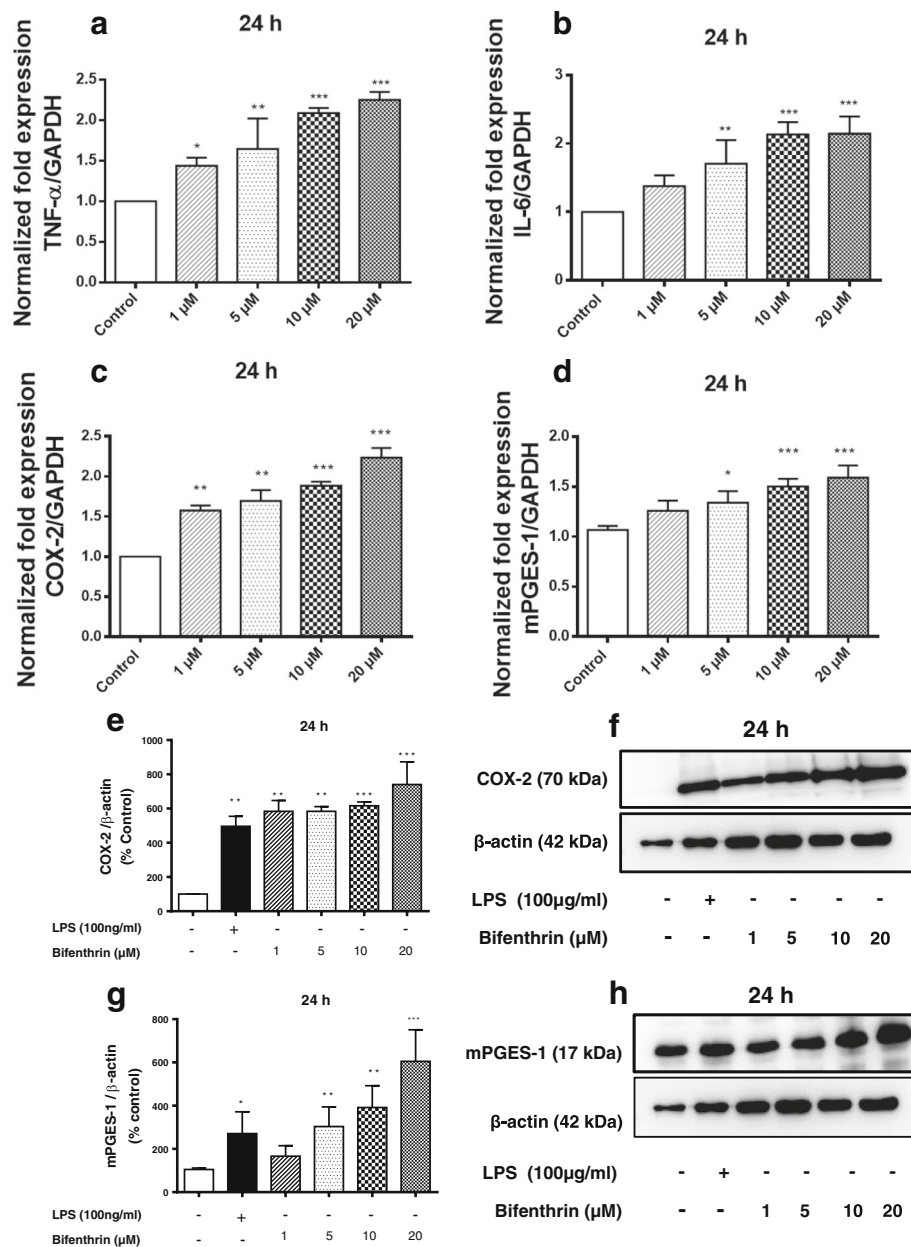 a
24 h
Normalized fold expression
TNF-α/GAPDH
2.5
2.0
1.5
1.0
0.5
0.0
*
**
***
***
Control
1 µM
5 µM
10 µM
20 µM
b
24 h
Normalized fold expression
IL-6/GAPDH
3
2
1
0
**
***
***
Control
1 µM
5 µM
10 µM
20 µM
c
24 h
Normalized fold expression
COX-2/GAPDH
2.5
2.0
1.5
1.0
0.5
0.0
**
**
***
***
Control
1 µM
5 µM
10 µM
20 µM
d
24 h
Normalized fold expression
mPGES-1/GAPDH
2.0
1.5
1.0
0.5
0.0
*
***
***
Control
1 µM
5 µM
10 µM
20 µM
e
24 h
COX-2 /β-actin
(% Control)
1000
800
600
400
200
0
**
**
**
***
***
LPS (100ng/ml) - + - - - -
Bifenthrin (µM) - - 1 5 10 20
f
24 h
COX-2 (70 kDa)
β-actin (42 kDa)
LPS (100µg/ml) - + - - - -
Bifenthrin (µM) - - 1 5 10 20
g
24 h
mPGES-1 / β-actin
(% control)
800
600
400
200
0
*
**
**
***
LPS (100ng/ml) - + - - - -
Bifenthrin (µM) - - 1 5 10 20
h
24 h
mPGES-1 (17 kDa)
β-actin (42 kDa)
LPS (100µg/ml) - + - - - -
Bifenthrin (µM) - - 1 5 10 20